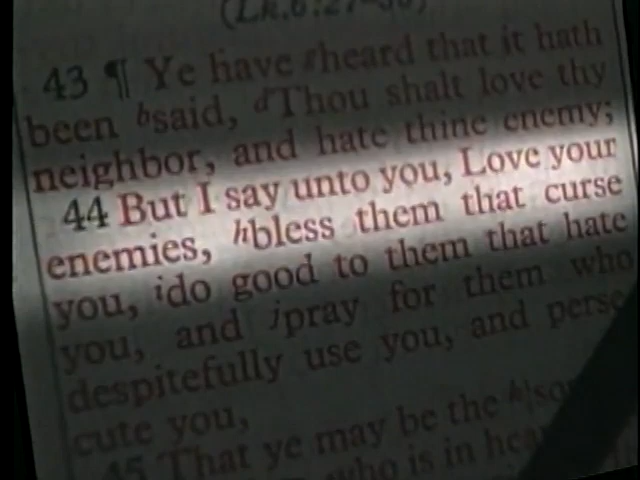 (Lk.6:27-36)
43 ¶ Ye have gheard that it hath
been bsaid, dThou shalt love thy
neighbor, and hate thine enemy;
44 But I say unto you, Love your
enemies, hbless them that curse
you, ido good to them that hate
you, and jpray for them who
despitefully use you, and perse
cute you,
45 That ye may be the
who is in